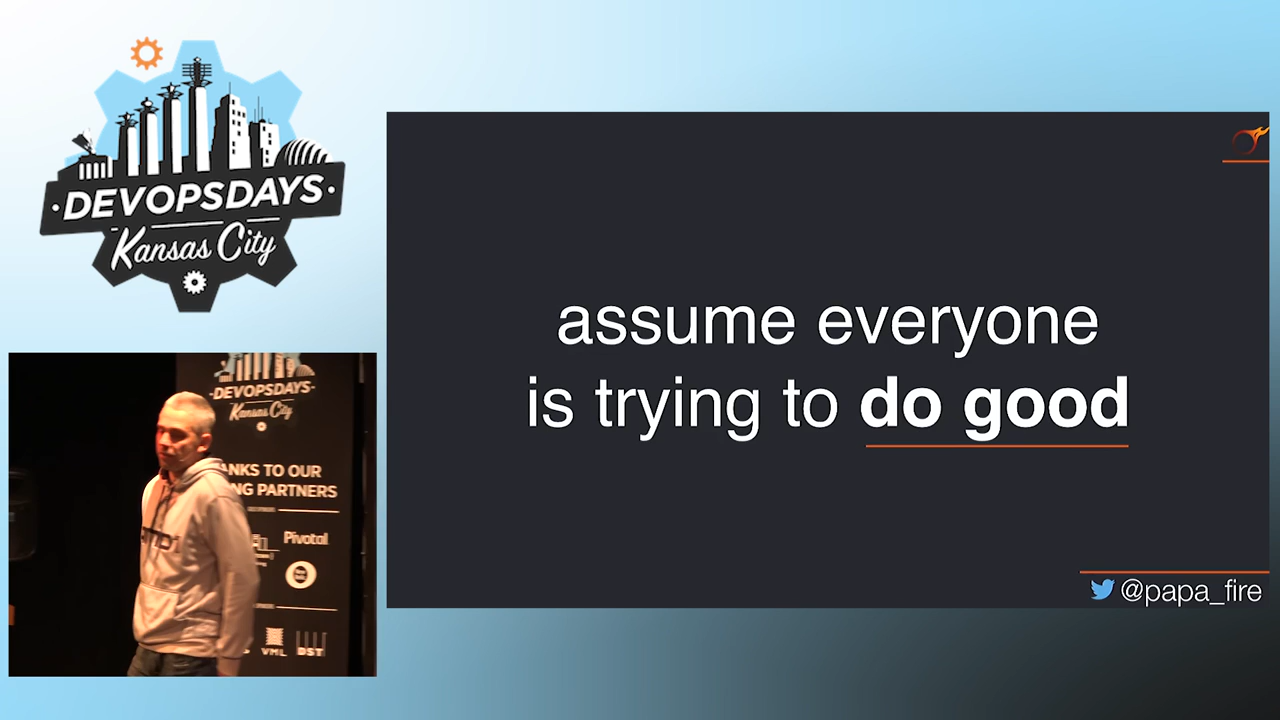 ·DEVOPSDAYS·
Kansas City
assume everyone
is trying to do good
@papa_fire
DEVOPSDAYS
Kansas City
ANKS TO OUR
NG PARTNERS
Pivotal
VML
DST